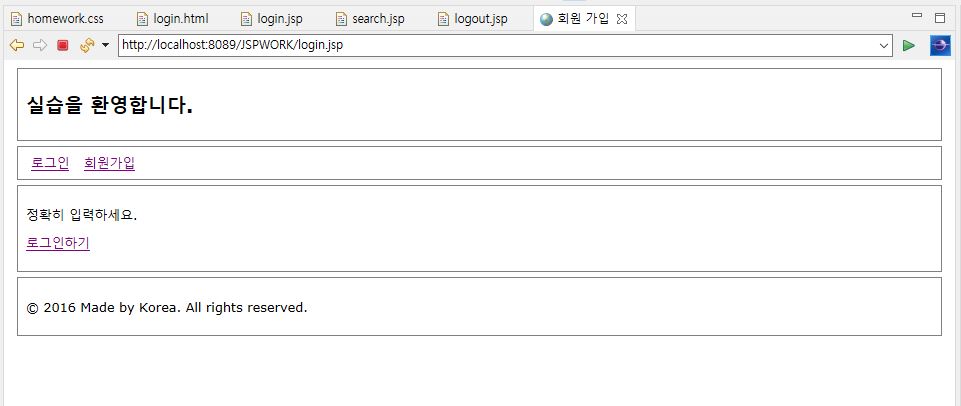 homework.css login.html login.jsp search.jsp logout.jsp 회원 가입
http://localhost:8089/JSPWORK/login.jsp
실습을 환영합니다.
로그인 회원가입
정확히 입력하세요.
로그인하기
© 2016 Made by Korea. All rights reserved.